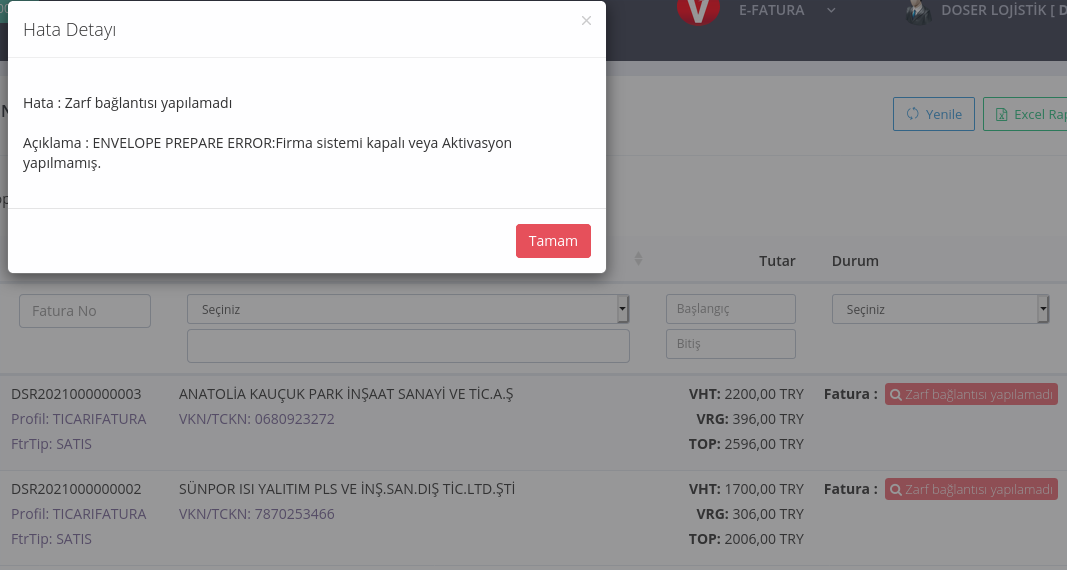 Hata Detayı
×
Hata : Zarf bağlantısı yapılamadı
Açıklama : ENVELOPE PREPARE ERROR:Firma sistemi kapalı veya Aktivasyon
yapılmamış.
Tamam
V E-FATURA DOSER LOJİSTİK [ D
Yenile Excel Rap
Tutar Durum
Fatura No Seçiniz Başlangıç Seçiniz
Bitiş
DSR2021000000003 ANATOLİA KAUÇUK PARK İNŞAAT SANAYİ VE TİC.A.Ş VHT: 2200,00 TRY Fatura : Zarf bağlantısı yapılamadı
Profil: TICARIFATURA VKN/TCKN: 0680923272 VRG: 396,00 TRY
FtrTip: SATIS TOP: 2596,00 TRY
DSR2021000000002 SÜNPOR ISI YALITIM PLS VE İNŞ.SAN.DIŞ TİC.LTD.ŞTİ VHT: 1700,00 TRY Fatura : Zarf bağlantısı yapılamadı
Profil: TICARIFATURA VKN/TCKN: 7870253466 VRG: 306,00 TRY
FtrTip: SATIS TOP: 2006,00 TRY